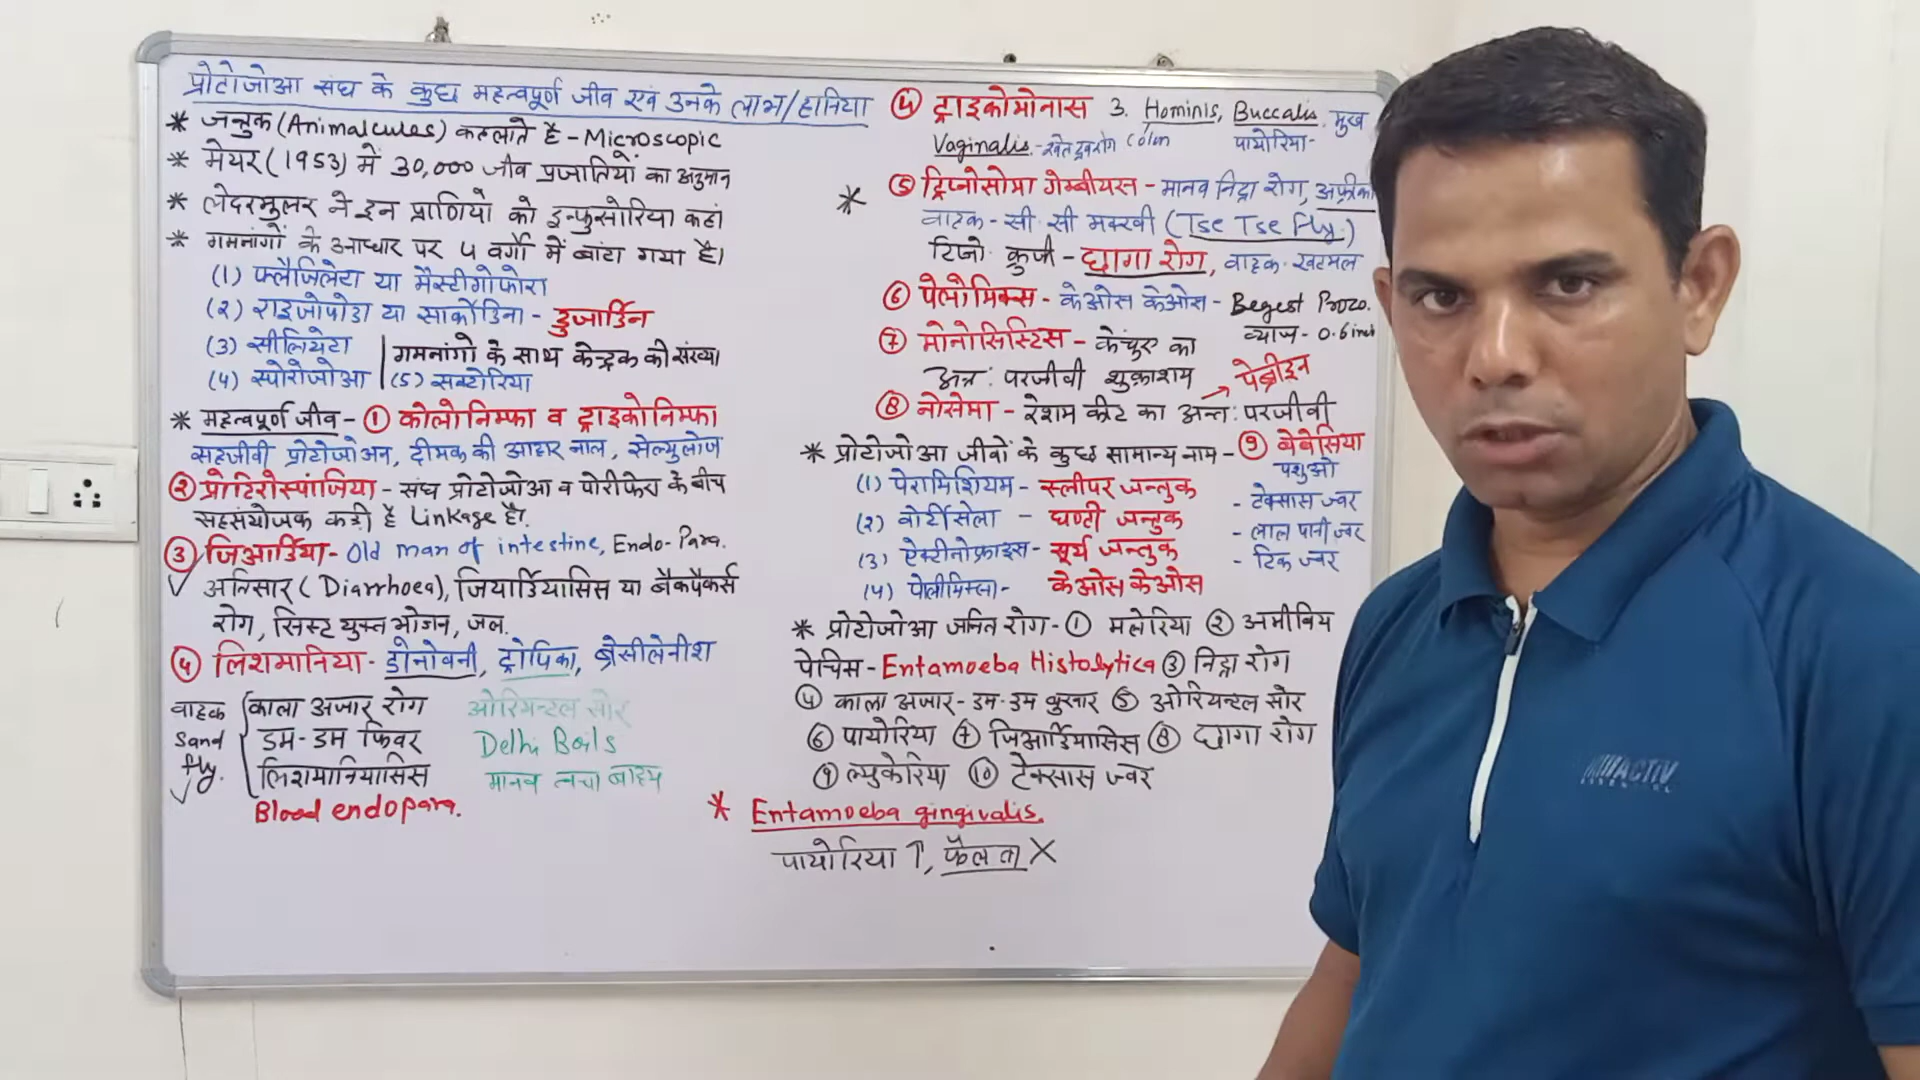 प्रोटोजोआ संघ के कुछ महत्वपूर्ण जीव एवं उनके लाभ/हानिया
* जन्तुक (Animalcules) कहलाते है - Microscopic
* मेयर (1953) में 30,000 जीव प्रजातियों का अनुमान
* लेदरमुलर ने इन प्राणियों को इन्फुसोरिया कहां
* गमनांगों के आधार पर 4 वर्गों में बांटा गया है।
(1) फ्लैजिलेटा या मैस्टीगोफोरा
(2) राइजोपोडा या सार्कोडिना - डुजार्डिन
(3) सीलियेटा
(4) स्पोरोजोआ
गमनांगो के साथ केन्द्रक की संख्या
(5) सक्टोरिया
* महत्वपूर्ण जीव - ① कोलोनिम्फा व ट्राइकोनिम्फा
सहजीवी प्रोटोजोअन, दीमक की आहार नाल, सेल्युलोज
② प्रोटिरोस्पांजिया - संघ प्रोटोजोआ व पोरीफेरा के बीच
सहसंयोजक कड़ी है Linkage है।
③ जिआर्डिया - Old man of intestine, Endo-Para.
✓ अतिसार (Diarrhoea), जियार्डियासिस या बैकपैकर्स
रोग, सिस्ट युक्त भोजन, जल.
④ लिशमानिया - डोनोवनी, ट्रोपिका, ब्रेसीलेनीश
वाहक
Sand
fly.
✓
काला अजार रोग
डम-डम फिवर
लिशमानियासिस
Blood endopara.
ओरियन्टल सोर
Delhi Boils
मानव त्वचा बाह्य
④ ट्राइकोमोनास 3. Hominis, Buccalis. मुख
Vaginalis. - श्वेत द्रव रोग Colon पायोरिया-
* ⑤ ट्रिप्नोसोमा गेम्बीयस - मानव निद्रा रोग, अफ्रीका
वाहक - सी सी मक्खी (Tse Tse Fly.)
टिप्नो. क्रुजी - छागा रोग, वाहक - खटमल
⑥ पेलोमिक्स - केओस केओस - Begest Prozo.
व्यास - 0.6 inch
⑦ मोनोसिस्टिस - केंचुए का
अन्त: परजीवी शुक्राशय
पेब्रीइन
⑧ नोसेमा - रेशम कीट का अन्त: परजीवी
* प्रोटोजोआ जीवों के कुछ सामान्य नाम -
(1) पेरामिशियम - स्लीपर जन्तुक
(2) वोर्टीसेला - घण्टी जन्तुक
(3) ऐक्टीनोफ्राइस - सूर्य जन्तुक
(4) पेलोमिक्सा - केओस केओस
⑨ बेबेसिया
पशुओ
- टेक्सास ज्वर
- लाल पानी ज्वर
- टिक ज्वर
* प्रोटोजोआ जनित रोग - ① मलेरिया ② अमीबिय
पेचिस - Entamoeba Histolytica ③ निद्रा रोग
④ काला अजार - डम-डम बुखार ⑤ ओरियन्टल सोर
⑥ पायोरिया ⑦ जिआर्डियासिस ⑧ छागा रोग
⑨ ल्युकेरिया ⑩ टेक्सास ज्वर
* Entamoeba gingivalis.
पायोरिया ↑, फैलता X
ACTIV